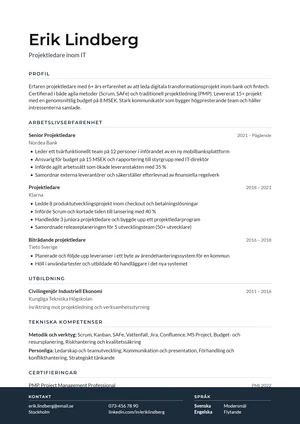 Erik Lindberg
Projektledare inom IT
PROFIL
Erfaren projektledare med 6+ års erfarenhet av att leda digitala transformationsprojekt inom bank och fintech.
Certifierad i både agila metoder (Scrum, SAFe) och traditionell projektledning (PMP). Levererat 15+ projekt
med en genomsnittlig budget på 8 MSEK. Stark kommunikatör som bygger högpresterande team och håller
intressenterna samlade.
ARBETSLIVSERFARENHET
Senior Projektledare 2021 – Pågående
Nordea Bank
• Leder ett tvärfunktionellt team på 12 personer i införandet av en ny mobilbanksplattform
• Ansvarig för budget på 15 MSEK och rapportering till styrgrupp med IT-direktör
• Införde agilt arbetssätt som ökade leveranstakten med 35 %
• Samordnar externa leverantörer och säkerställer efterlevnad av finansiella regelverk
Projektledare 2018 – 2021
Klarna
• Ledde 8 produktutvecklingsprojekt inom checkout och betalningslösningar
• Införde Scrum och kortade tiden till lansering med 40 %
• Handledde 3 juniora projektledare och byggde upp ett projektledarprogram
• Samordnade releaseplaneringen för 5 utvecklingsteam (50+ utvecklare)
Biträdande projektledare 2016 – 2018
Tieto Sverige
• Planerade och följde upp leveranser i ett byte av ärendehanteringssystem för en kommun
• Höll i användartester och utbildade 40 handläggare i det nya systemet
UTBILDNING
Civilingenjör Industriell Ekonomi 2011 – 2016
Kungliga Tekniska Högskolan
Inriktning mot projektledning och verksamhetsstyrning
TEKNISKA KOMPETENSER
Metodik och verktyg: Scrum, Kanban, SAFe, Vattenfall, Jira, Confluence, MS Project, Budget- och
resursplanering, Riskhantering och kvalitetssäkring
Personliga: Ledarskap och teamutveckling, Kommunikation och presentation, Förhandling och
konflikthantering, Strategiskt tänkande
CERTIFIERINGAR
PMP, Project Management Professional PMI 2022
KONTAKT
erik.lindberg@email.se 073-456 78 90
Stockholm linkedin.com/in/eriklindberg
SPRÅK
Svenska Modersmål
Engelska Flytande